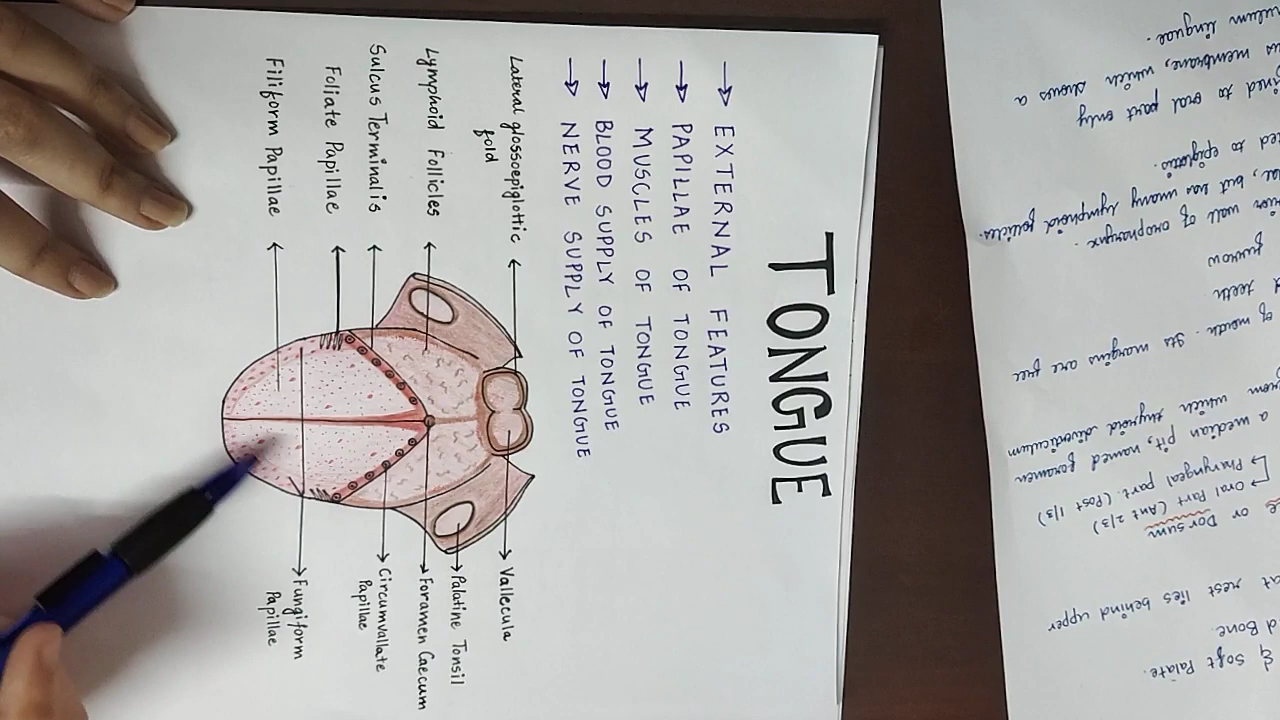 TONGUE
→ EXTERNAL FEATURES
→ PAPILLAE OF TONGUE
→ MUSCLES OF TONGUE
→ BLOOD SUPPLY OF TONGUE
→ NERVE SUPPLY OF TONGUE
Lateral glossoepiglottic
fold
Lymphoid Follicles
Sulcus Terminalis
Foliate Papillae
Filiform Papillae
Vallecula
Palatine Tonsil
Foramen Caecum
Circumvallate
Papillae
Fungiform
Papillae
& Soft Palate.
d Bone.
at rest lies behind upper
or Dorsum
→ Oral Part (Ant 2/3)
→ Pharyngeal part. (Post 1/3)
a median pit, named foramen
which thyroid diverticulum
of mouth. Its margins are free
teeth
furrow
wall of oropharynx.
but has many lymphoid follicles.
to epiglottis.
to oral part only
membrane, which shows a
linguae.